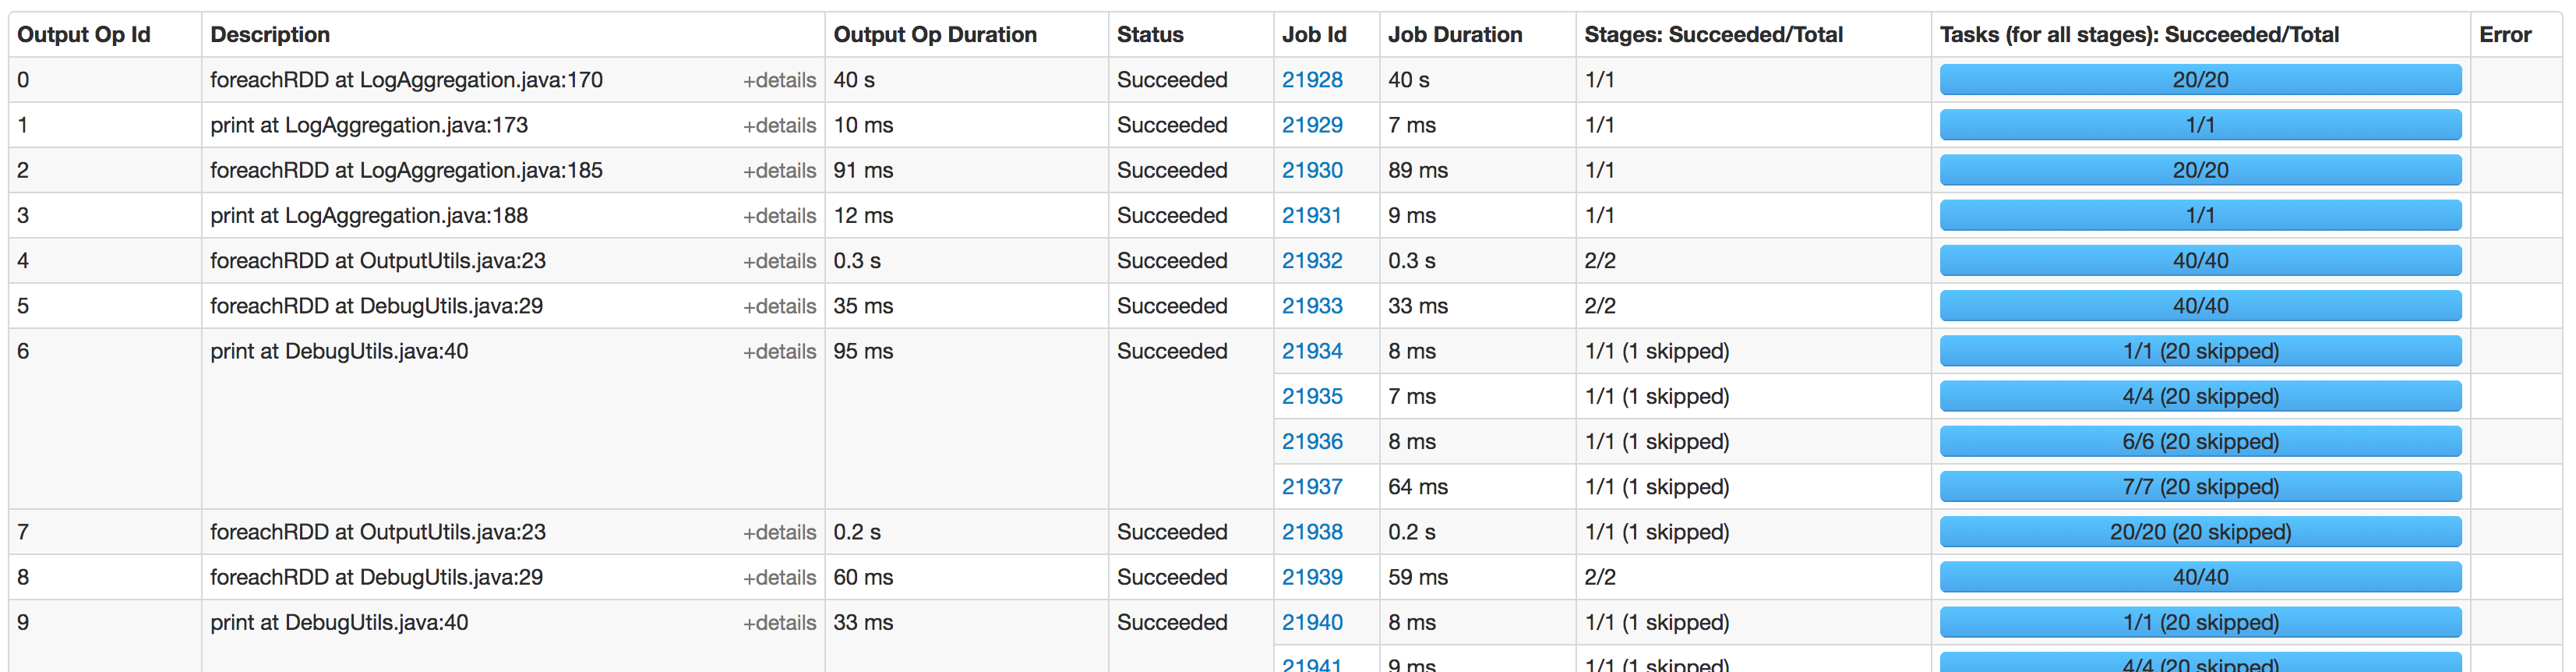 Output Op Id Description Output Op Duration Status Job Id Job Duration Stages: Succeeded/Total Tasks (for all stages): Succeeded/Total Error
0 foreachRDD at LogAggregation.java:170 +details 40 s Succeeded 21928 40 s 1/1 20/20
1 print at LogAggregation.java:173 +details 10 ms Succeeded 21929 7 ms 1/1 1/1
2 foreachRDD at LogAggregation.java:185 +details 91 ms Succeeded 21930 89 ms 1/1 20/20
3 print at LogAggregation.java:188 +details 12 ms Succeeded 21931 9 ms 1/1 1/1
4 foreachRDD at OutputUtils.java:23 +details 0.3 s Succeeded 21932 0.3 s 2/2 40/40
5 foreachRDD at DebugUtils.java:29 +details 35 ms Succeeded 21933 33 ms 2/2 40/40
6 print at DebugUtils.java:40 +details 95 ms Succeeded 21934 8 ms 1/1 (1 skipped) 1/1 (20 skipped)
21935 7 ms 1/1 (1 skipped) 4/4 (20 skipped)
21936 8 ms 1/1 (1 skipped) 6/6 (20 skipped)
21937 64 ms 1/1 (1 skipped) 7/7 (20 skipped)
7 foreachRDD at OutputUtils.java:23 +details 0.2 s Succeeded 21938 0.2 s 1/1 (1 skipped) 20/20 (20 skipped)
8 foreachRDD at DebugUtils.java:29 +details 60 ms Succeeded 21939 59 ms 2/2 40/40
9 print at DebugUtils.java:40 +details 33 ms Succeeded 21940 8 ms 1/1 (1 skipped) 1/1 (20 skipped)
21941 9 ms 1/1 (1 skipped) 4/4 (20 skipped)